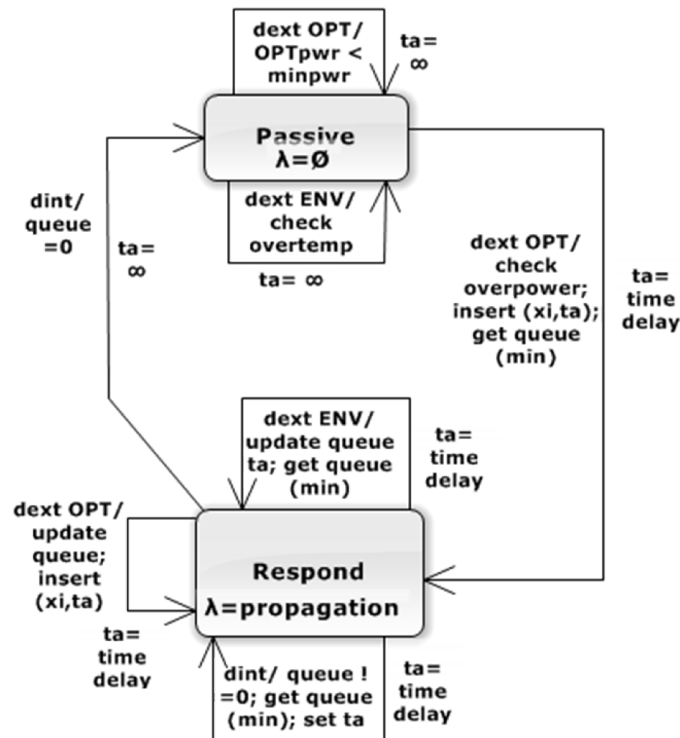 dext OPT/
OPTpwr <
minpwr
ta=
∞
Passive
λ=Ø
dext ENV/
check
overtemp
ta= ∞
dint/
queue
=0
ta=
∞
dext OPT/
check
overpower;
insert (xi,ta);
get queue
(min)
ta=
time
delay
dext ENV/
update queue
ta; get queue
(min)
ta=
time
delay
dext OPT/
update
queue;
insert
(xi,ta)
ta=
time
delay
Respond
λ=propagation
dint/ queue !
=0; get queue
(min); set ta
ta=
time
delay